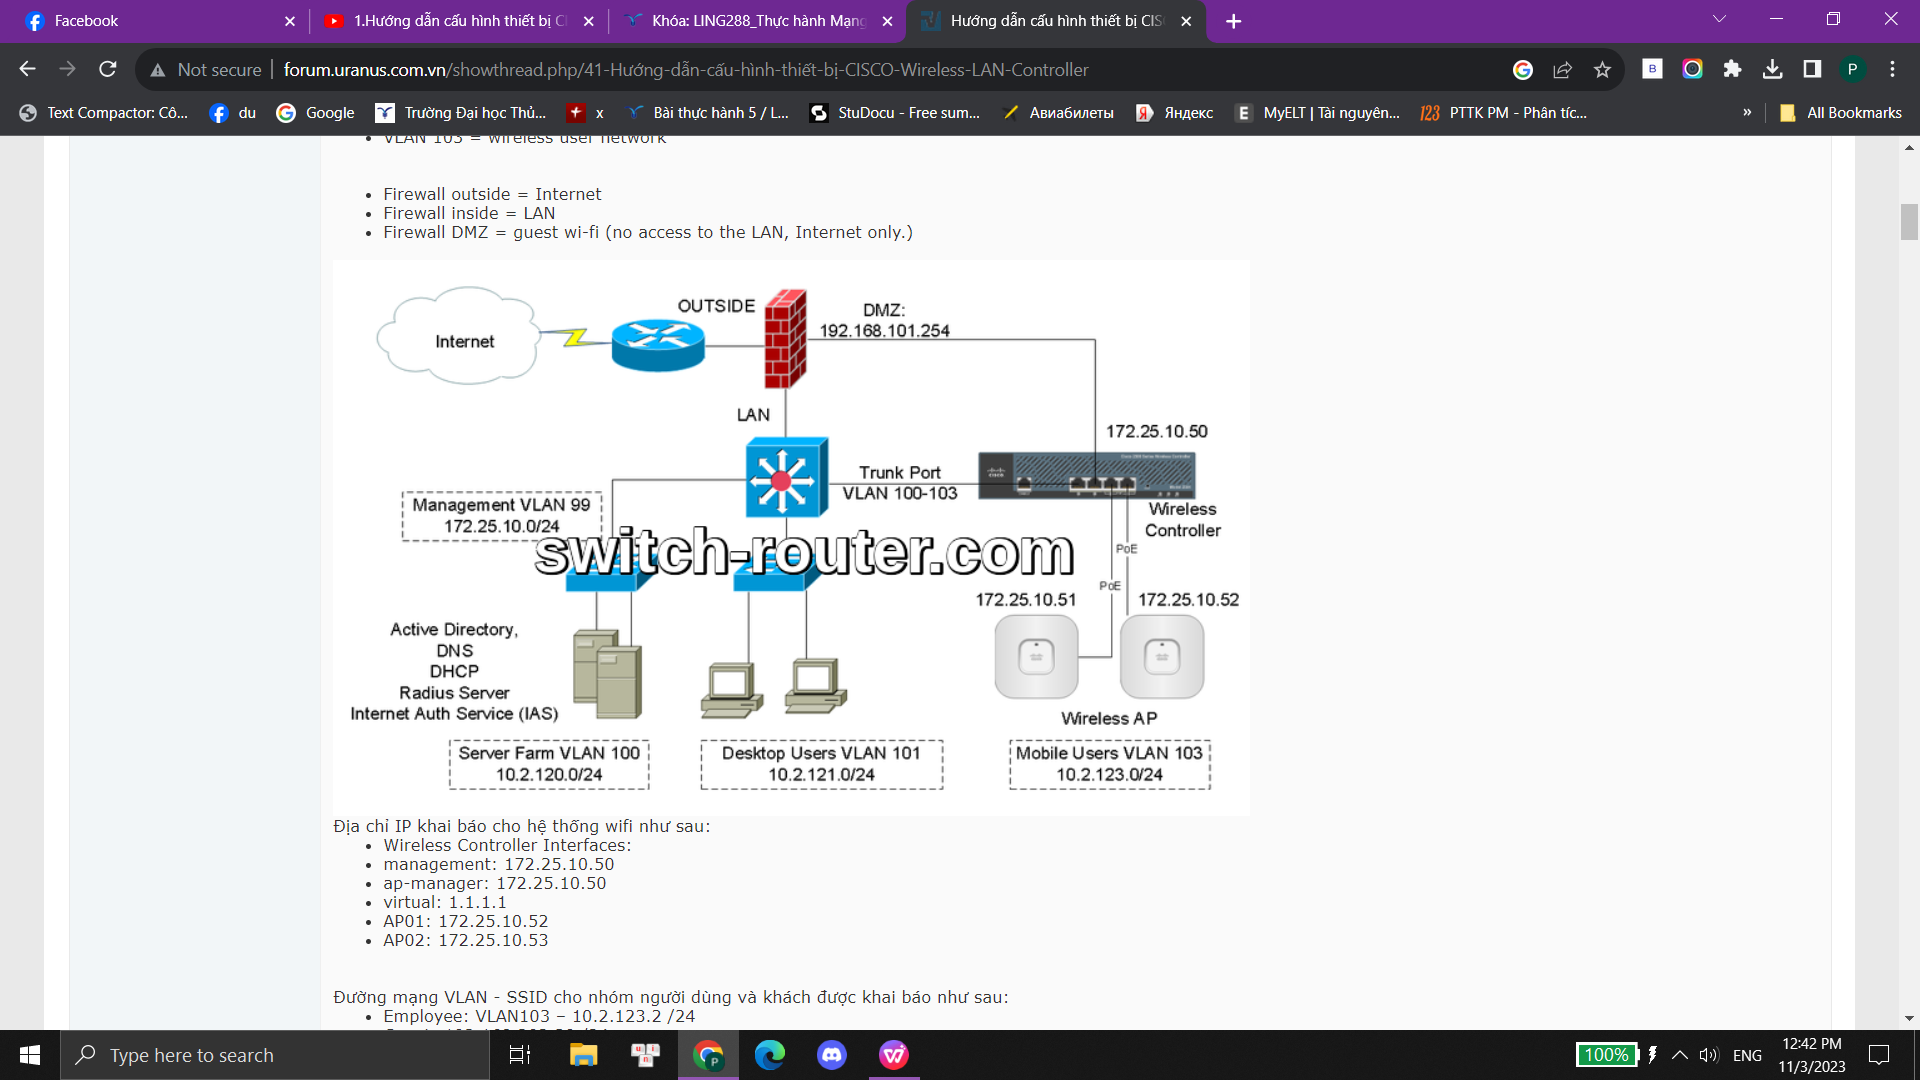 Facebook
1.Hướng dẫn cấu hình thiết bị CI
Khóa: LING288_Thực hành Mạng
Hướng dẫn cấu hình thiết bị CISC
Not secure
forum.uranus.com.vn/showthread.php/41-Hướng-dẫn-cấu-hình-thiết-bị-CISCO-Wireless-LAN-Controller
B
P
Text Compactor: Cô...
du
Google
Trường Đại học Thủ...
x
Bài thực hành 5 / L...
StuDocu - Free sum...
Авиабилеты
Яндекс
MyELT | Tài nguyên...
123 PTTK PM - Phân tíc...
»
All Bookmarks
VLAN 103 = wireless user network
Firewall outside = Internet
Firewall inside = LAN
Firewall DMZ = guest wi-fi (no access to the LAN, Internet only.)
OUTSIDE
DMZ:
192.168.101.254
Internet
LAN
172.25.10.50
Trunk Port
VLAN 100-103
Management VLAN 99
172.25.10.0/24
Wireless
Controller
switch-router.com
PoE
PoE
172.25.10.51
172.25.10.52
Active Directory,
DNS
DHCP
Radius Server
Internet Auth Service (IAS)
Wireless AP
Server Farm VLAN 100
10.2.120.0/24
Desktop Users VLAN 101
10.2.121.0/24
Mobile Users VLAN 103
10.2.123.0/24
Địa chỉ IP khai báo cho hệ thống wifi như sau:
Wireless Controller Interfaces:
management: 172.25.10.50
ap-manager: 172.25.10.50
virtual: 1.1.1.1
AP01: 172.25.10.52
AP02: 172.25.10.53
Đường mạng VLAN - SSID cho nhóm người dùng và khách được khai báo như sau:
Employee: VLAN103 – 10.2.123.2 /24
Type here to search
100%
ENG
12:42 PM
11/3/2023